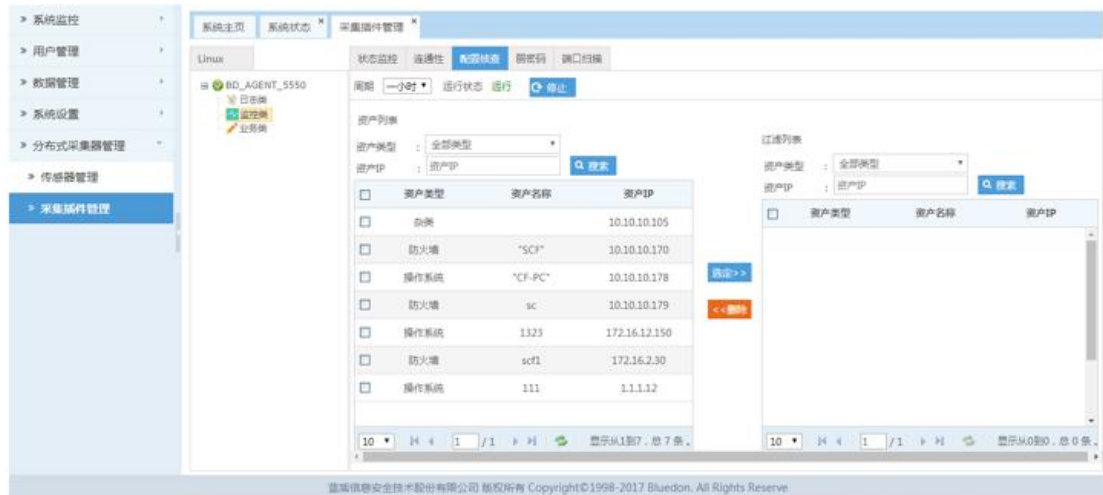 系统监控
用户管理
数据管理
系统设置
分布式采集器管理
传感器管理
采集插件管理
系统主页 系统状态 采集插件管理
Linux
BD_AGENT_5550
日志类
监控类
业务类
状态监控 连通性 配置核查 弱密码 端口扫描
周期 一小时 运行状态 运行 停止
资产列表
资产类型 : 全部类型
资产IP : 资产IP 搜索
资产类型 资产名称 资产IP
杂类 10.10.10.105
防火墙 "SCF" 10.10.10.170
操作系统 "CF-PC" 10.10.10.178
防火墙 sc 10.10.10.179
操作系统 1323 172.16.12.150
防火墙 scf1 172.16.2.30
操作系统 111 1.1.1.12
10 1 /1 显示从1到7，总 7 条。
选定>>
<<删除
过滤列表
资产类型 : 全部类型
资产IP : 资产IP 搜索
资产类型 资产名称 资产IP
10 1 /1 显示从0到0，总 0 条。
蓝盾信息安全技术股份有限公司 版权所有 Copyright©1998-2017 Bluedon. All Rights Reserve